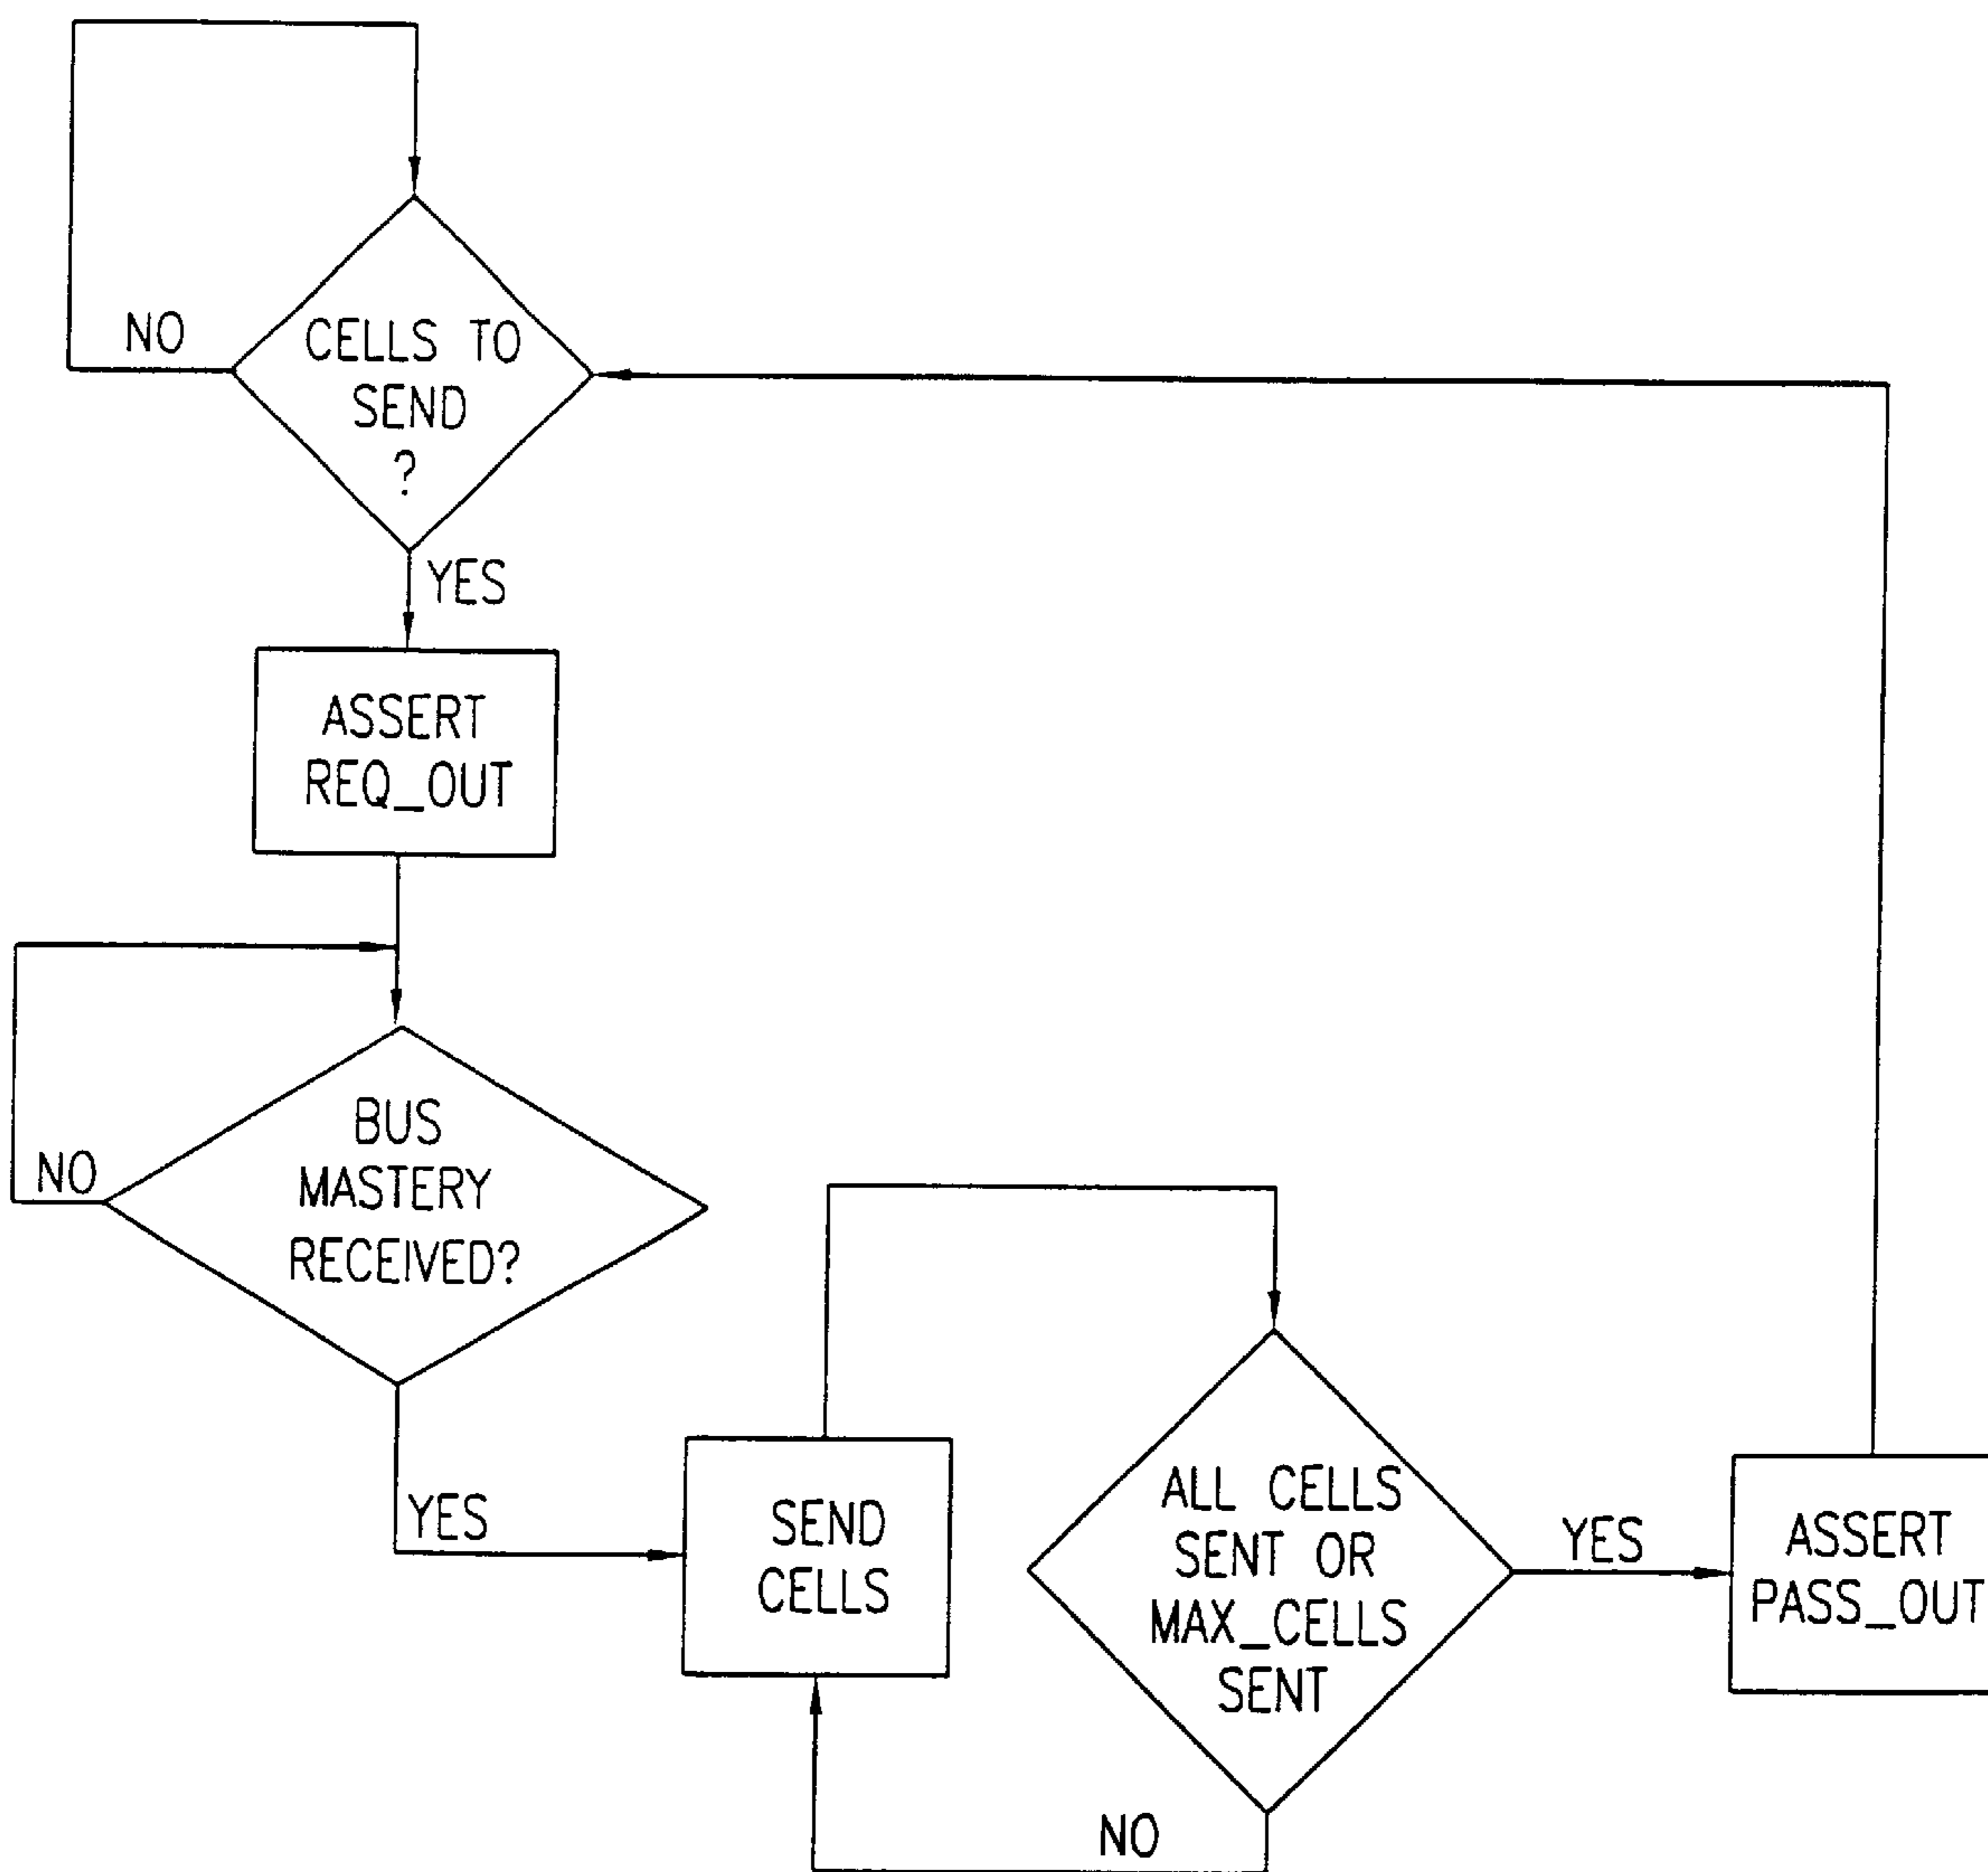 NO
CELLS TO
SEND
?
YES
ASSERT
REQ_OUT
BUS
MASTERY
RECEIVED?
NO
YES
SEND
CELLS
ALL CELLS
SENT OR
MAX_CELLS
SENT
YES
ASSERT
PASS_OUT
NO